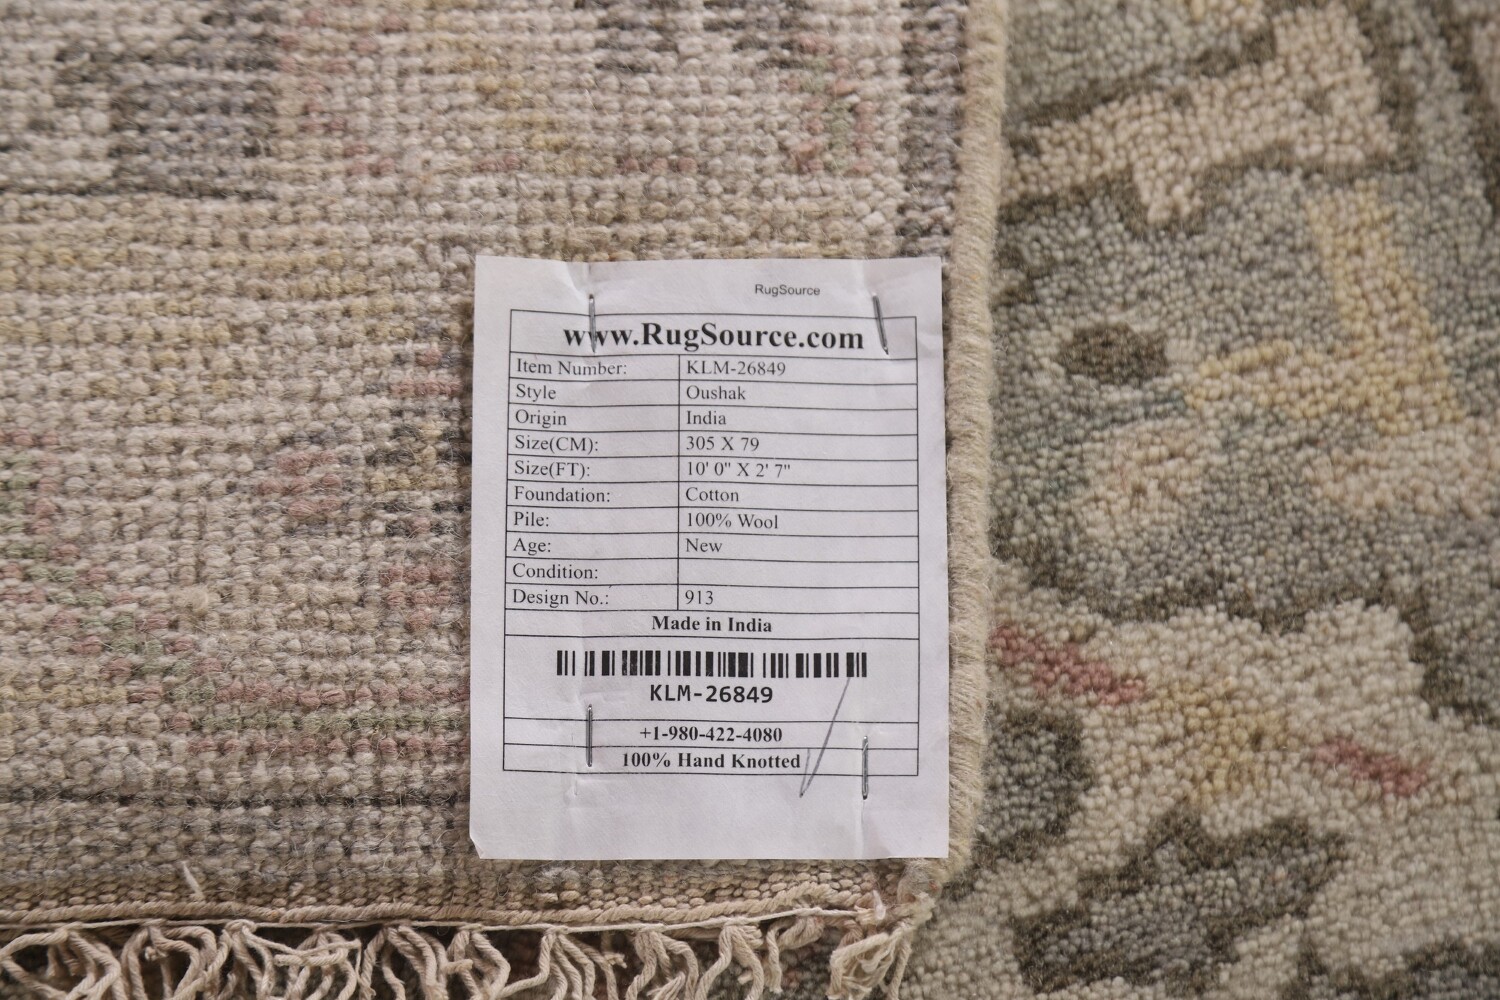 RugSource
www.RugSource.com
Item Number: KLM-26849
Style Oushak
Origin India
Size(CM): 305 X 79
Size(FT): 10' 0" X 2' 7"
Foundation: Cotton
Pile: 100% Wool
Age: New
Condition:
Design No.: 913
Made in India
KLM-26849
+1-980-422-4080
100% Hand Knotted